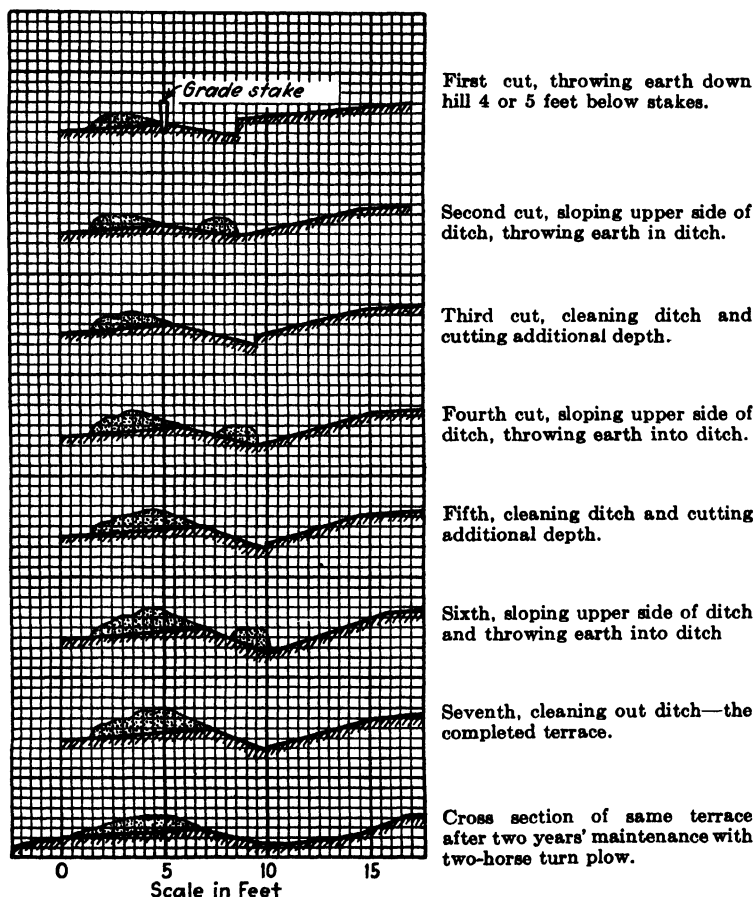 Grade stake
First cut, throwing earth down
hill 4 or 5 feet below stakes.
Second cut, sloping upper side of
ditch, throwing earth in ditch.
Third cut, cleaning ditch and
cutting additional depth.
Fourth cut, sloping upper side of
ditch, throwing earth into ditch.
Fifth, cleaning ditch and cutting
additional depth.
Sixth, sloping upper side of ditch
and throwing earth into ditch
Seventh, cleaning out ditch—the
completed terrace.
Cross section of same terrace
after two years' maintenance with
two-horse turn plow.
0 5 10 15
Scale in Feet